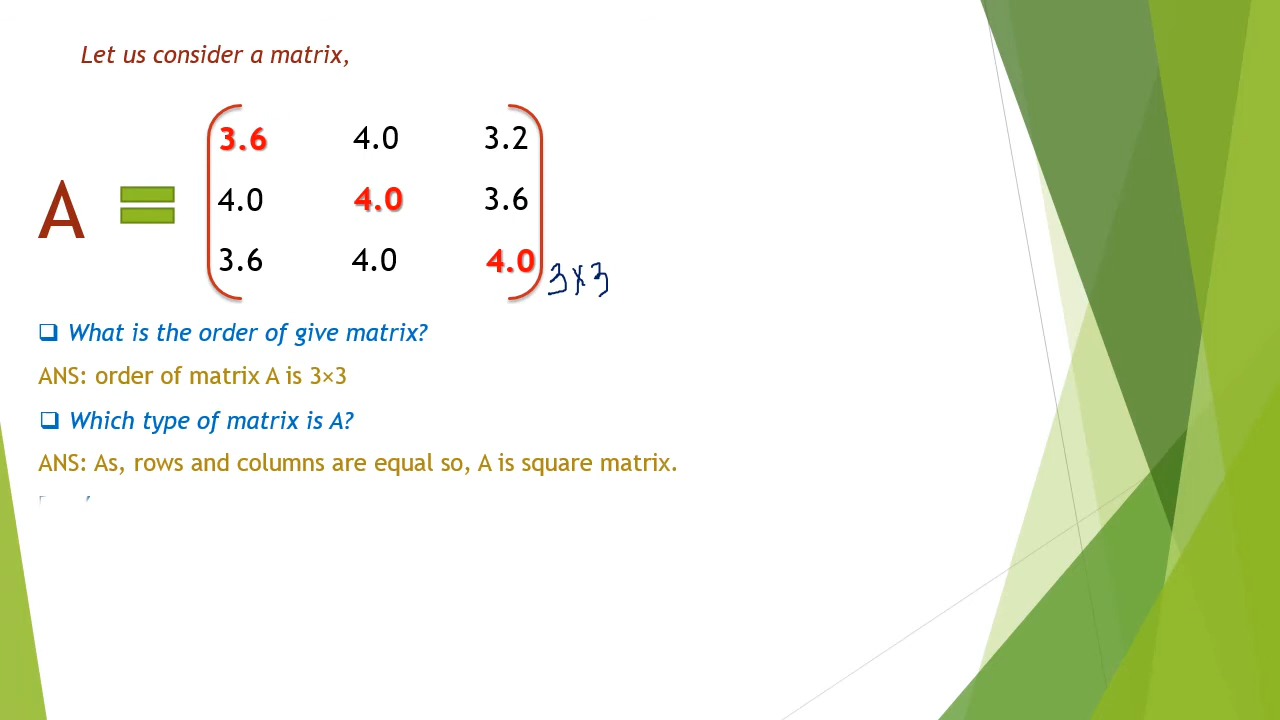 Let us consider a matrix,
3.6 4.0 3.2
A = 4.0 4.0 3.6
3.6 4.0 4.0
3×3
What is the order of give matrix?
ANS: order of matrix A is 3×3
Which type of matrix is A?
ANS: As, rows and columns are equal so, A is square matrix.